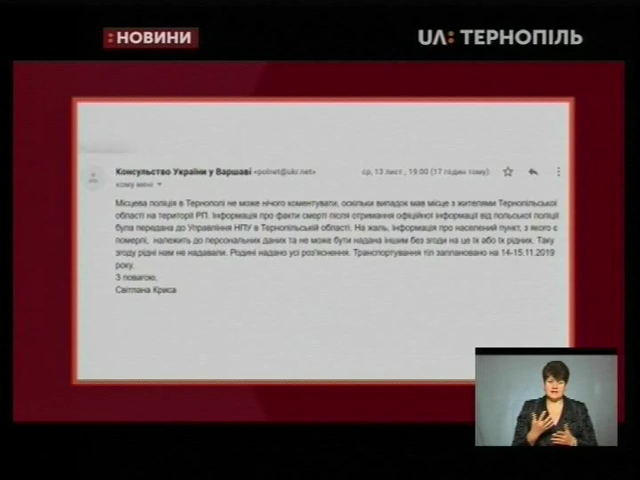 :НОВИНИ
UA: ТЕРНОПІЛЬ
Консульство України у Варшаві <polnet@ukr.net>
ср, 13 лист., 19:00 (17 годин тому)
кому мені
Місцева поліція в Тернополі не може нічого коментувати, оскільки випадок мав місце з жителями Тернопільської
області на території РП. Інформація про факти смерті після отримання офіційної інформації від польської поліції
була передана до Управління НПУ в Тернопільській області. На жаль, інформація про населений пункт, з якого є
померлі, належить до персональних даних та не може бути надана іншим без згоди на це їх або їх рідних. Таку
згоду рідні нам не надавали. Родині надано усі роз'яснення. Транспортування тіл заплановано на 14-15.11.2019
року.
З повагою,
Світлана Криса